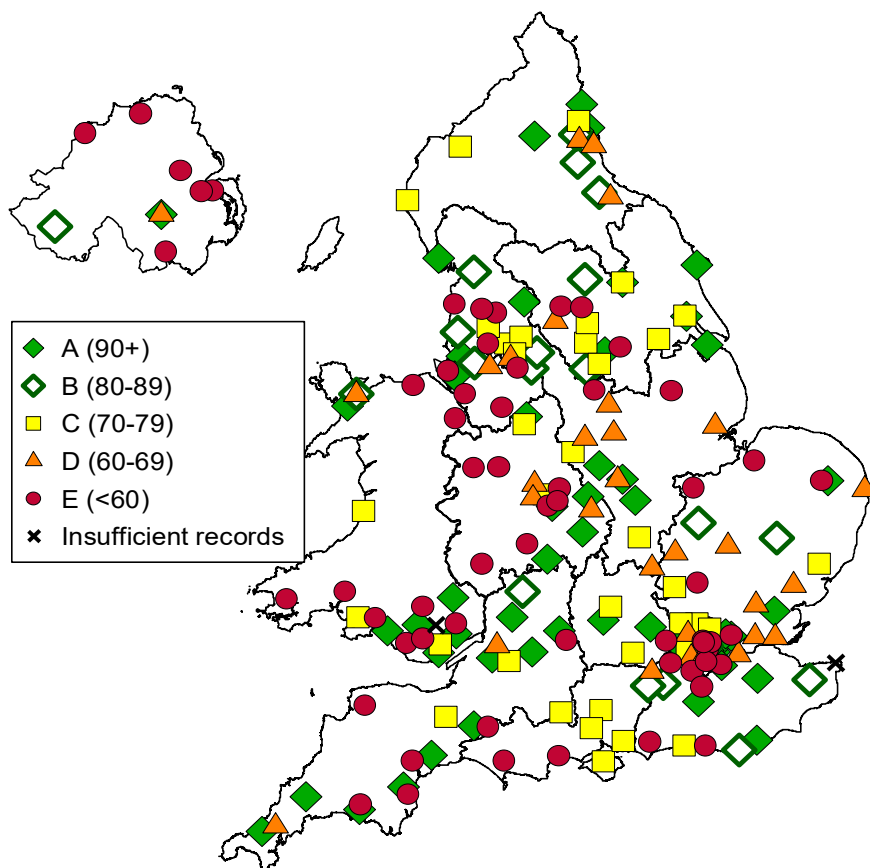 A (90+)
B (80-89)
C (70-79)
D (60-69)
E (<60)
Insufficient records